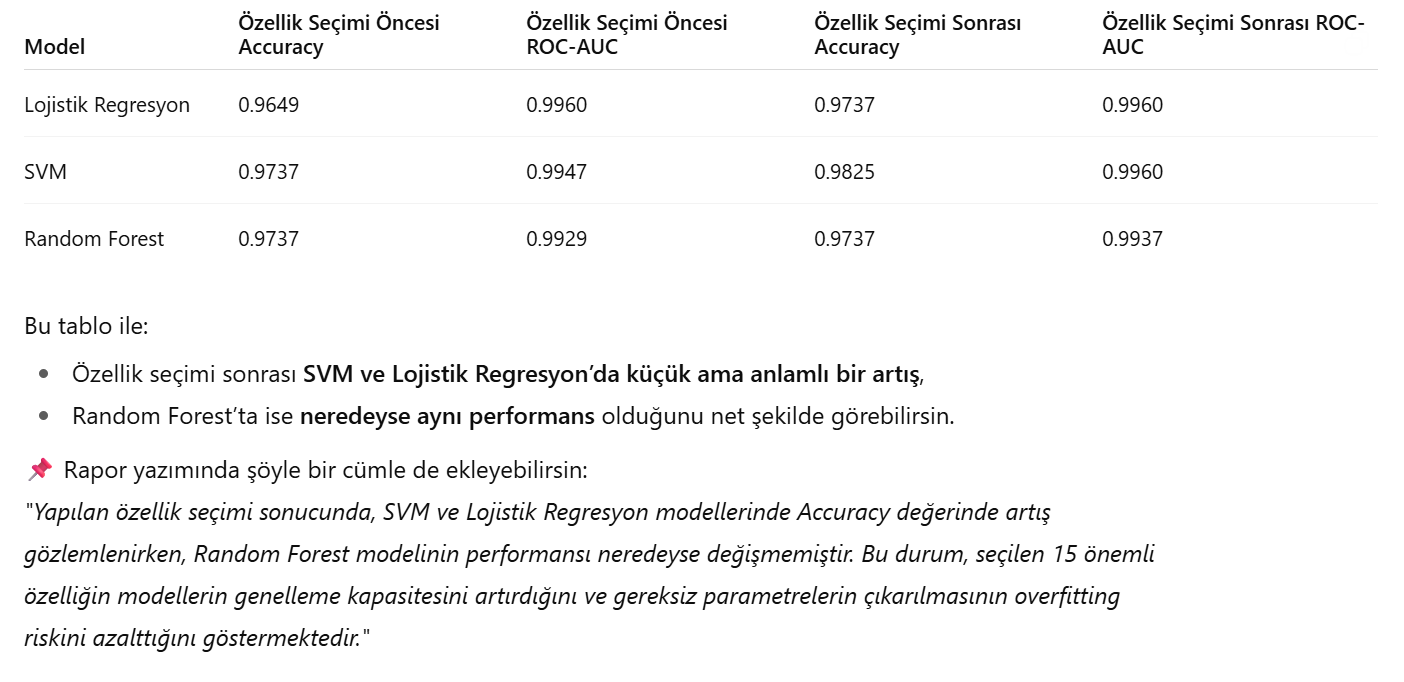 Model Özellik Seçimi Öncesi Accuracy Özellik Seçimi Öncesi ROC-AUC Özellik Seçimi Sonrası Accuracy Özellik Seçimi Sonrası ROC-AUC
Lojistik Regresyon 0.9649 0.9960 0.9737 0.9960
SVM 0.9737 0.9947 0.9825 0.9960
Random Forest 0.9737 0.9929 0.9737 0.9937
Bu tablo ile:
• Özellik seçimi sonrası SVM ve Lojistik Regresyon’da küçük ama anlamlı bir artış,
• Random Forest’ta ise neredeyse aynı performans olduğunu net şekilde görebilirsin.
📌 Rapor yazımında şöyle bir cümle de ekleyebilirsin:
"Yapılan özellik seçimi sonucunda, SVM ve Lojistik Regresyon modellerinde Accuracy değerinde artış
gözlemlenirken, Random Forest modelinin performansı neredeyse değişmemiştir. Bu durum, seçilen 15 önemli
özelliğin modellerin genelleme kapasitesini artırdığını ve gereksiz parametrelerin çıkarılmasının overfitting
riskini azalttığını göstermektedir."